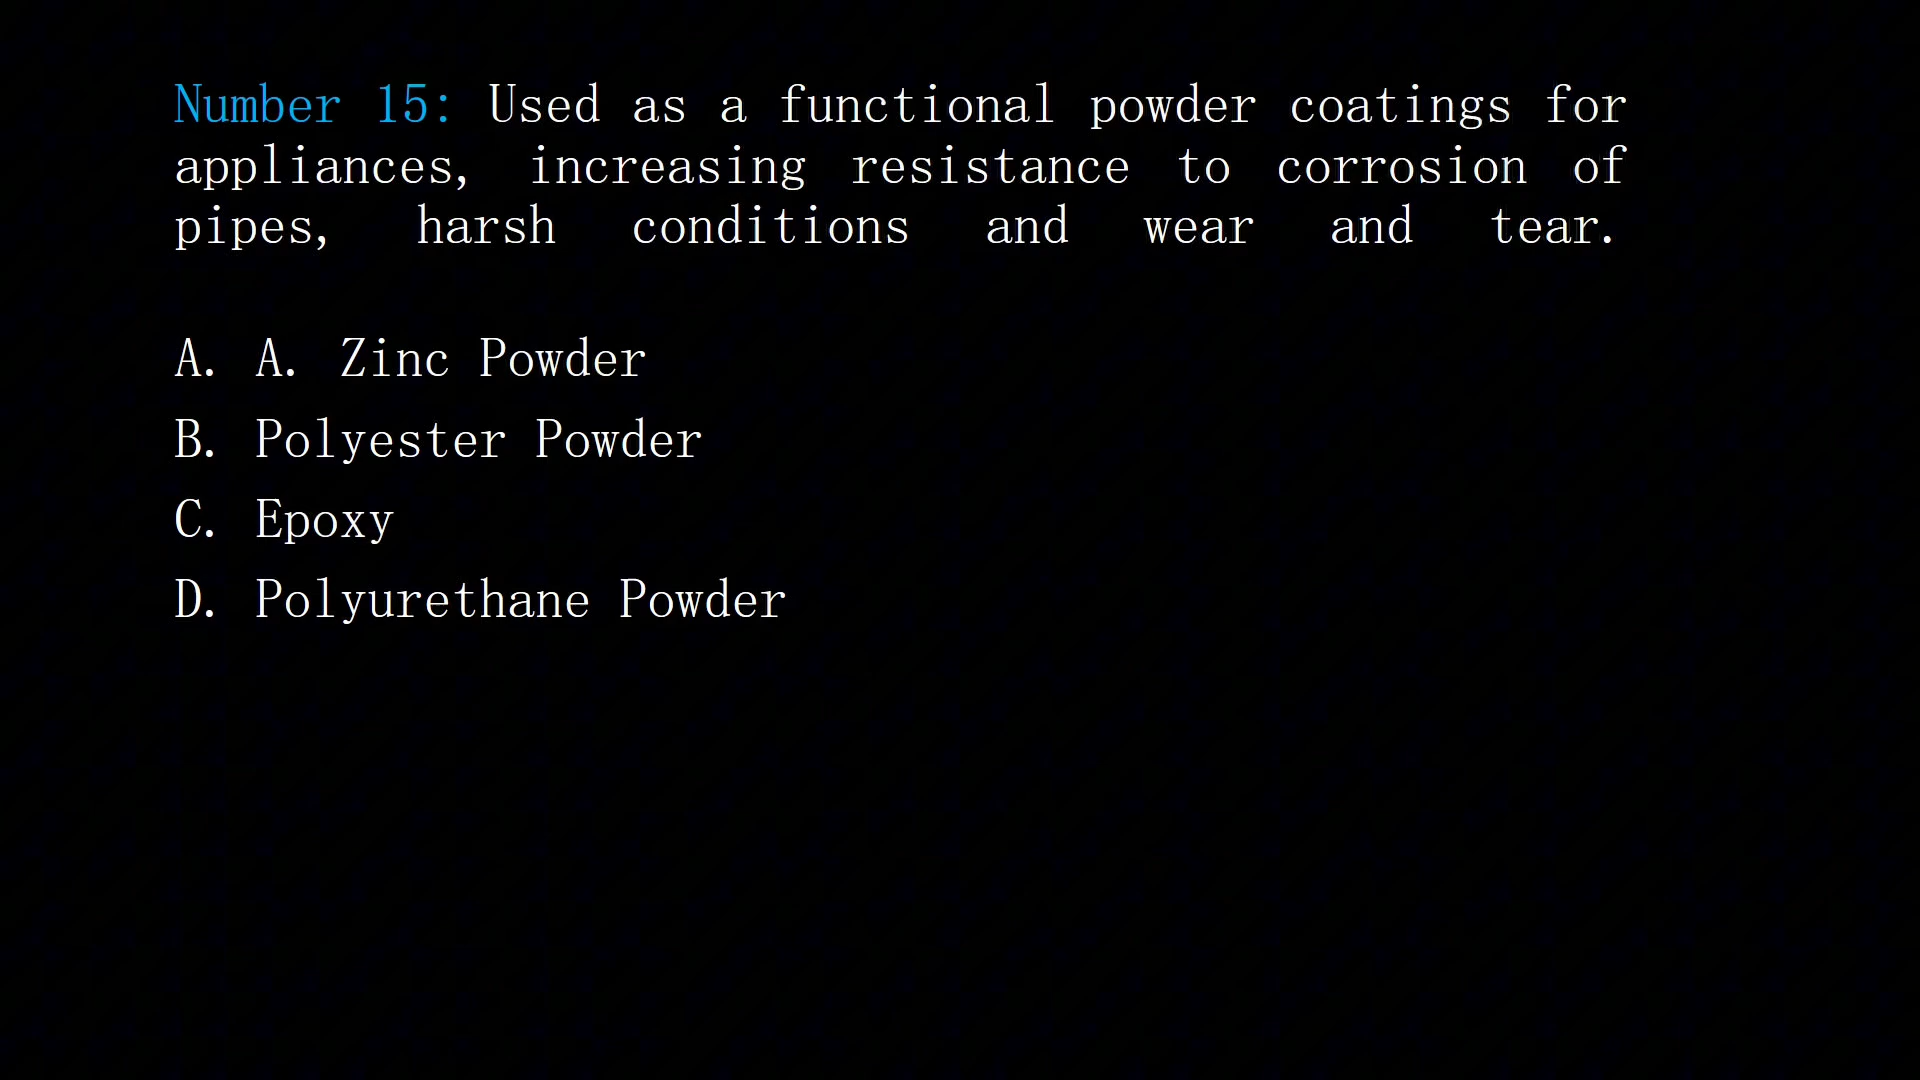 Number 15: Used as a functional powder coatings for
appliances, increasing resistance to corrosion of
pipes, harsh conditions and wear and tear.
A. A. Zinc Powder
B. Polyester Powder
C. Epoxy
D. Polyurethane Powder